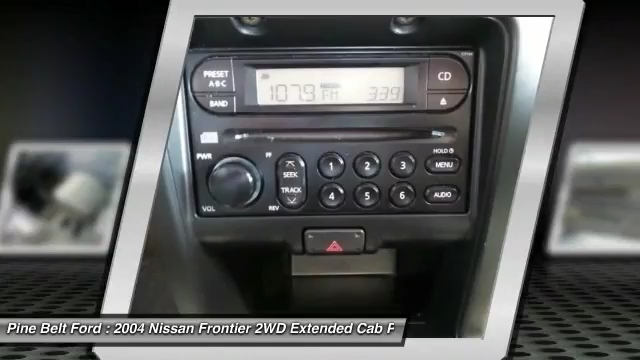 PRESET
A·B·C
BAND
107.9 FM 3:39
CD
PWR
VOL
FF
SEEK
TRACK
REV
1 2 3
4 5 6
HOLD
MENU
AUDIO
Pine Belt Ford : 2004 Nissan Frontier 2WD Extended Cab